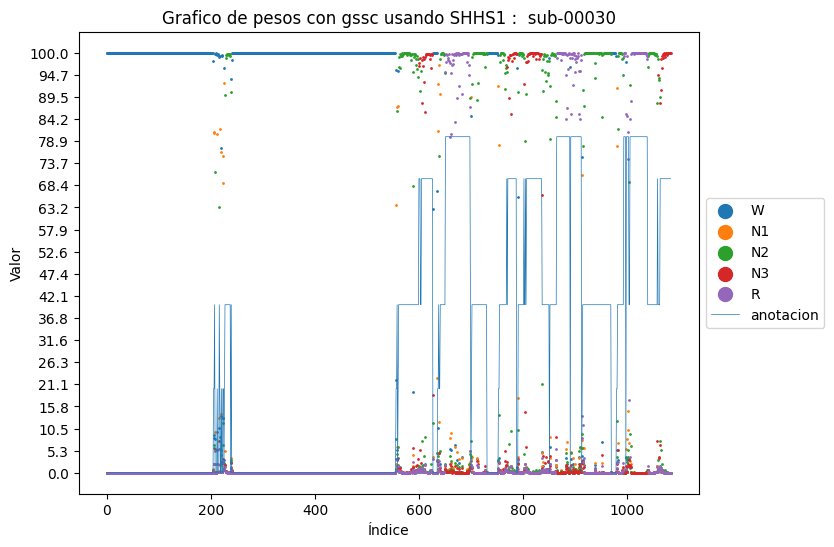 Grafico de pesos con gssc usando SHHS1 :  sub-00030
100.0
94.7
89.5
84.2
78.9
73.7
68.4
63.2
57.9
52.6
47.4
42.1
36.8
31.6
26.3
21.1
15.8
10.5
5.3
0.0
Valor
0
200
400
600
800
1000
Índice
W
N1
N2
N3
R
anotacion